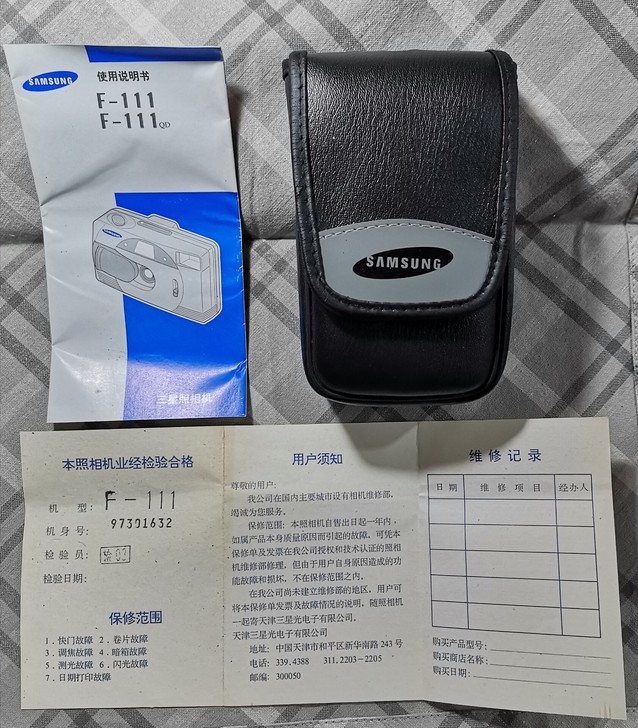 SAMSUNG
使用说明书
F-111
F-111QD
三星照相机
SAMSUNG
本照相机业经检验合格
机 型: F-111
机身号: 97301632
检验员:
检验日期:
保修范围
1．快门故障 2．卷片故障
3．调焦故障 4．暗箱故障
5．测光故障 6．闪光故障
7．日期打印故障
用户须知
尊敬的用户:
我公司在国内主要城市设有相机维修部,
竭诚为您服务。
保修范围: 本照相机自售出日起一年内,
如属产品本身质量原因而引起的故障, 可凭本
保修单及发票在我公司授权和技术认证的照相
机维修部修理, 但由于用户自身原因造成的功
能故障和损坏, 不在保修范围之内。
在我公司尚未建立维修部的地区, 用户可
将本保修单发票及故障情况的说明, 随照相机
一起寄天津三星光电子有限公司。
天津三星光电子有限公司
地址: 中国天津市和平区新华南路 243 号
电话: 339,4388 311,2203-2205
邮编: 300050
维修记录
日期 维修项目 经办人
购买产品型号:
购买商店名称:
购买日期: